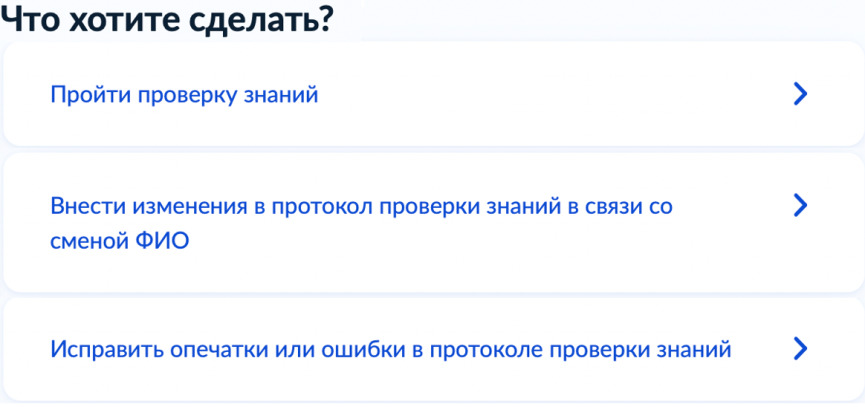 Что хотите сделать?
Пройти проверку знаний
Внести изменения в протокол проверки знаний в связи со
сменой ФИО
Исправить опечатки или ошибки в протоколе проверки знаний